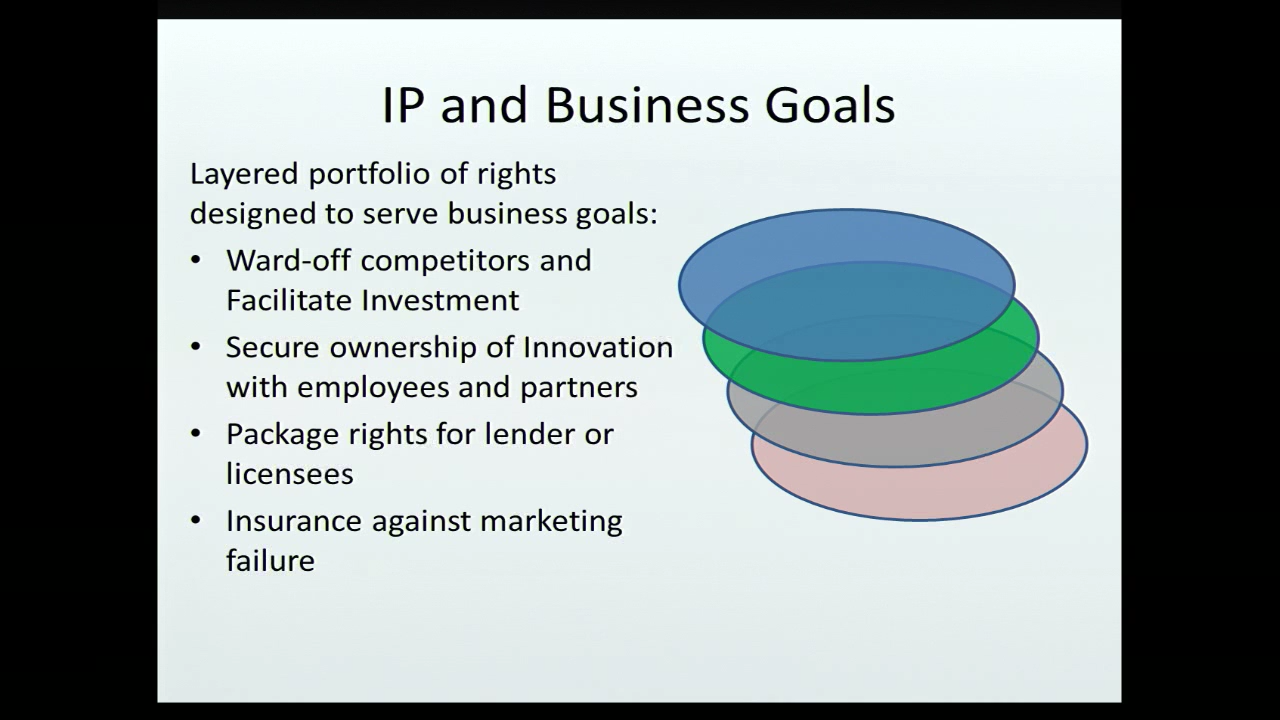 IP and Business Goals
Layered portfolio of rights
designed to serve business goals:
• Ward-off competitors and
Facilitate Investment
• Secure ownership of Innovation
with employees and partners
• Package rights for lender or
licensees
• Insurance against marketing
failure